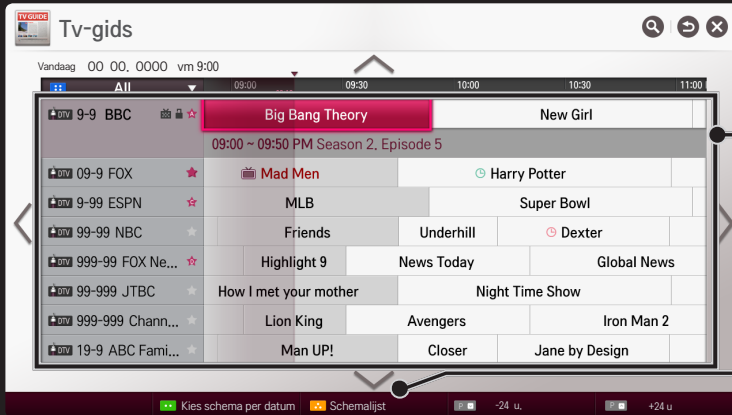 TV GUIDE
Tv-gids
Vandaag 00 00. 0000 vm 9:00
All 09:00 09:30 10:00 10:30 11:00
DTV 9-9 BBC Big Bang Theory New Girl
09:00 ~ 09:50 PM Season 2, Episode 5
DTV 09-9 FOX Mad Men Harry Potter
DTV 9-99 ESPN MLB Super Bowl
DTV 99-99 NBC Friends Underhill Dexter
DTV 999-99 FOX Ne... Highlight 9 News Today Global News
DTV 99-999 JTBC How I met your mother Night Time Show
DTV 999-999 Chann... Lion King Avengers Iron Man 2
DTV 19-9 ABC Fami... Man UP! Closer Jane by Design
Kies schema per datum Schemalijst P -24 u. P +24 u